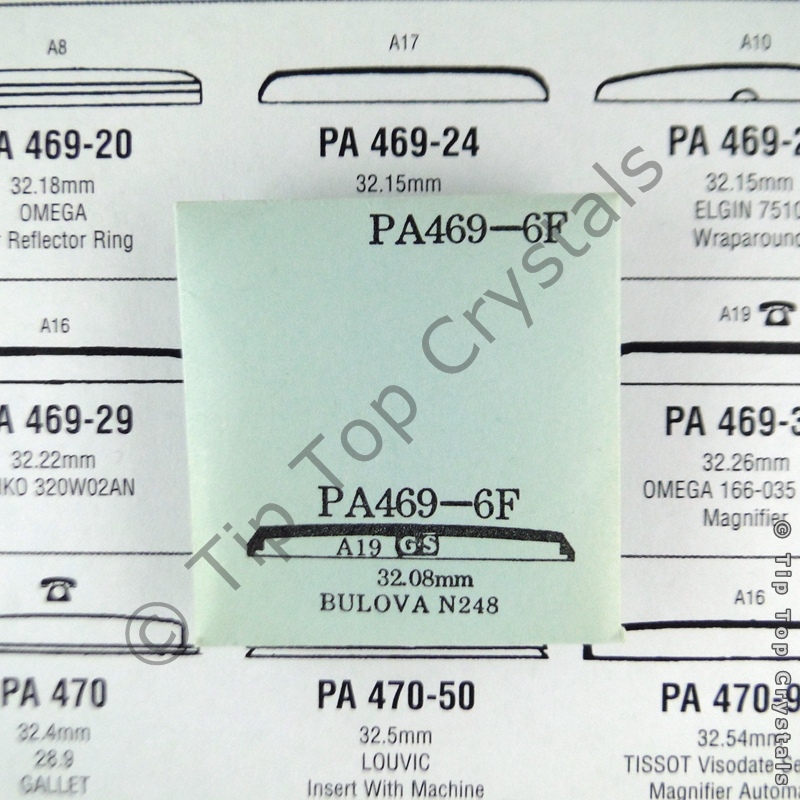 A8
A17
A10
A 469-20
PA 469-24
PA 469-2
32.18mm
32.15mm
32.15mm
OMEGA
ELGIN 7510
Reflector Ring
Wraparound
PA469-6F
A16
A19
A 469-29
PA 469-3
32.22mm
32.26mm
KO 320W02AN
OMEGA 166-035
Magnifier
PA469-6F
A19 GS
32.08mm
BULOVA N248
A16
PA 470
PA 470-50
PA 470-9
32.4mm
32.5mm
32.54mm
28.9
LOUVIC
TISSOT Visodate Se
GALLET
Insert With Machine
Magnifier Automa
© Tip Top Crystals
© Tip Top Crystals